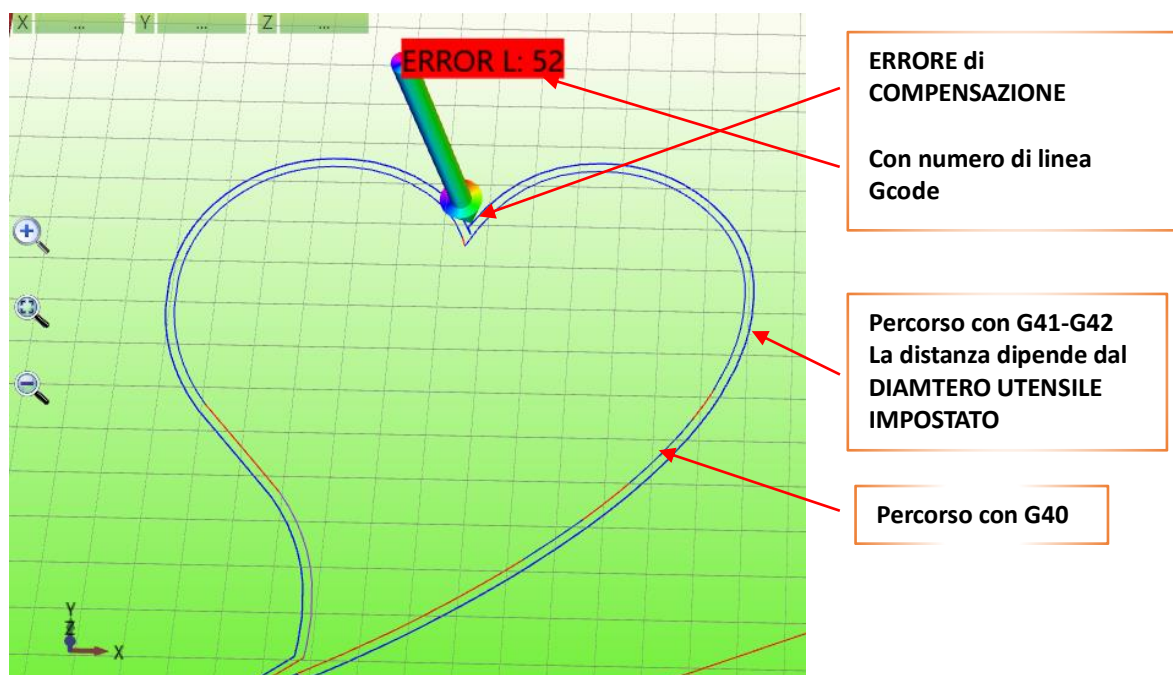 X ... Y ... Z ...
ERROR L: 52
ERRORE di
COMPENSAZIONE
Con numero di linea
Gcode
Percorso con G41-G42
La distanza dipende dal
DIAMTERO UTENSILE
IMPOSTATO
Percorso con G40
Y
Z
X